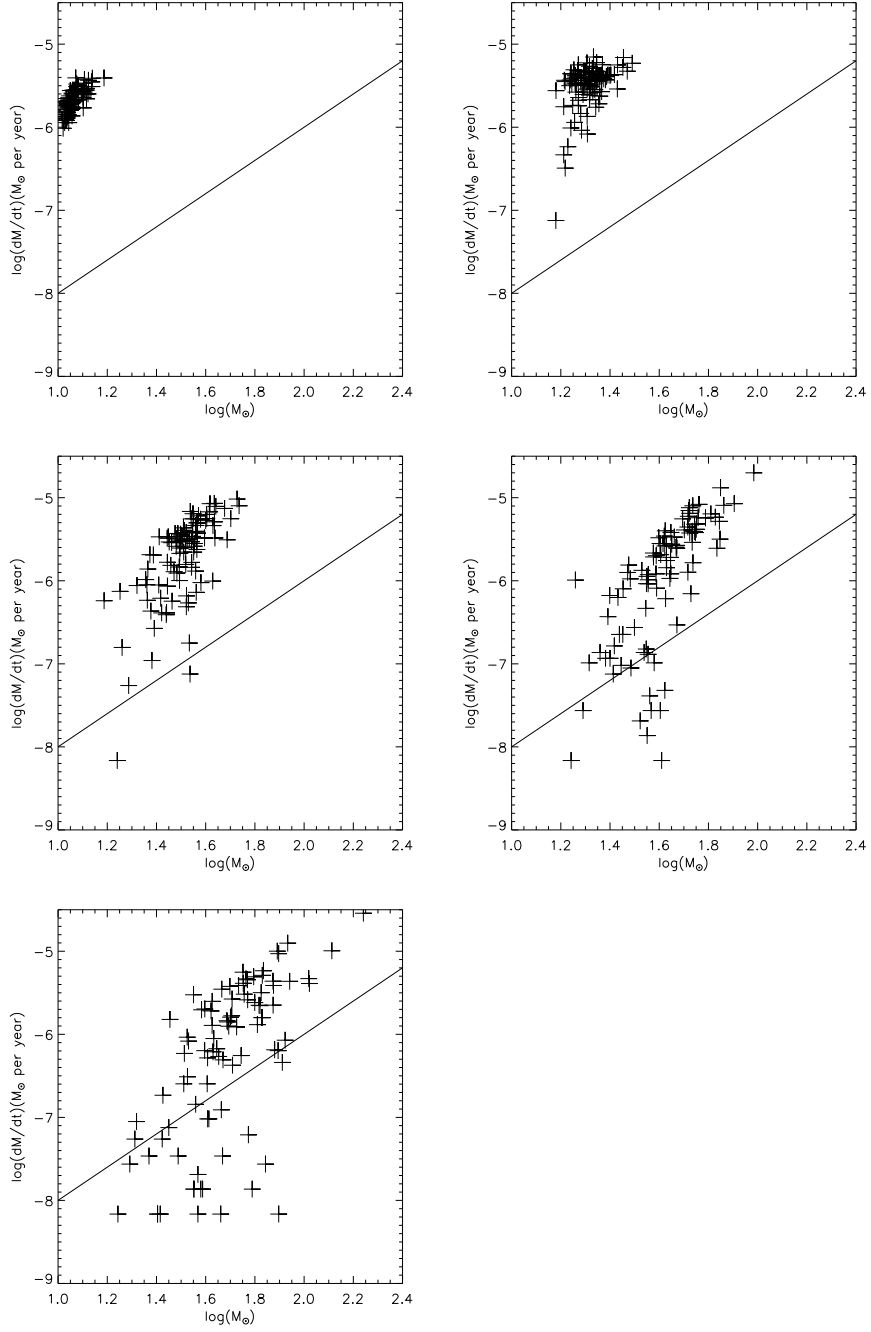 -5 -5
-6 -6
-7 -7
-8 -8
-9 -9
log(dM/dt)(M⊙ per year) log(dM/dt)(M⊙ per year)
1.0 1.2 1.4 1.6 1.8 2.0 2.2 2.4 1.0 1.2 1.4 1.6 1.8 2.0 2.2 2.4
log(M⊙) log(M⊙)
-5 -5
-6 -6
-7 -7
-8 -8
-9 -9
log(dM/dt)(M⊙ per year) log(dM/dt)(M⊙ per year)
1.0 1.2 1.4 1.6 1.8 2.0 2.2 2.4 1.0 1.2 1.4 1.6 1.8 2.0 2.2 2.4
log(M⊙) log(M⊙)
-5
-6
-7
-8
-9
log(dM/dt)(M⊙ per year)
1.0 1.2 1.4 1.6 1.8 2.0 2.2 2.4
log(M⊙)